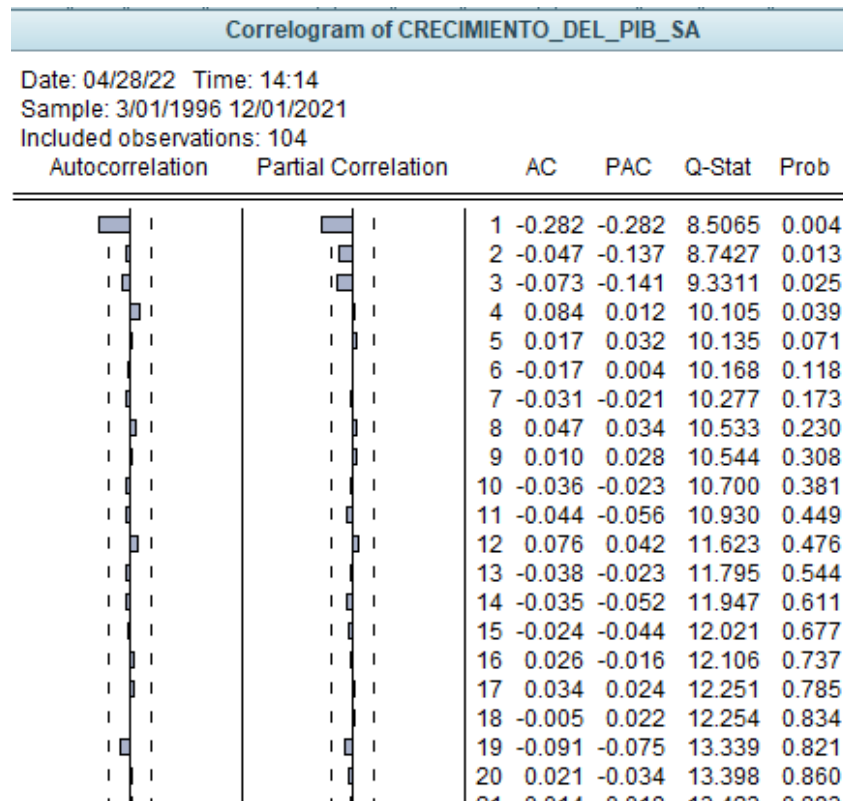 Correlogram of CRECIMIENTO_DEL_PIB_SA
Date: 04/28/22 Time: 14:14
Sample: 3/01/1996 12/01/2021
Included observations: 104
Autocorrelation Partial Correlation AC PAC Q-Stat Prob
1 -0.282 -0.282 8.5065 0.004
2 -0.047 -0.137 8.7427 0.013
3 -0.073 -0.141 9.3311 0.025
4 0.084 0.012 10.105 0.039
5 0.017 0.032 10.135 0.071
6 -0.017 0.004 10.168 0.118
7 -0.031 -0.021 10.277 0.173
8 0.047 0.034 10.533 0.230
9 0.010 0.028 10.544 0.308
10 -0.036 -0.023 10.700 0.381
11 -0.044 -0.056 10.930 0.449
12 0.076 0.042 11.623 0.476
13 -0.038 -0.023 11.795 0.544
14 -0.035 -0.052 11.947 0.611
15 -0.024 -0.044 12.021 0.677
16 0.026 -0.016 12.106 0.737
17 0.034 0.024 12.251 0.785
18 -0.005 0.022 12.254 0.834
19 -0.091 -0.075 13.339 0.821
20 0.021 -0.034 13.398 0.860